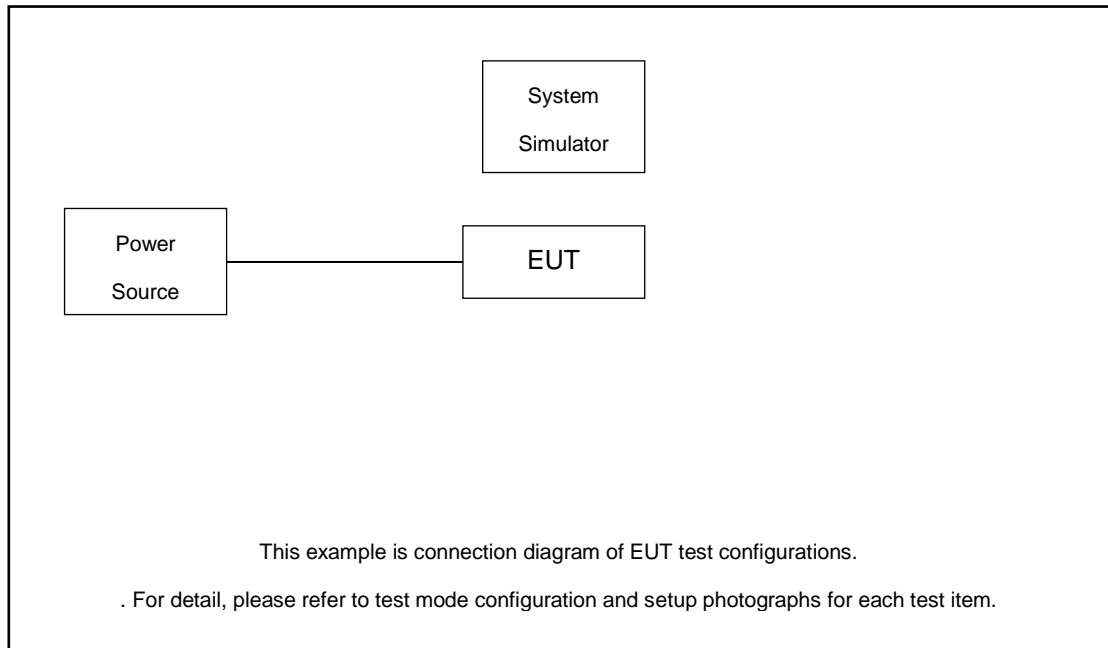 System
Simulator
Power
Source
EUT
This example is connection diagram of EUT test configurations.
. For detail, please refer to test mode configuration and setup photographs for each test item.